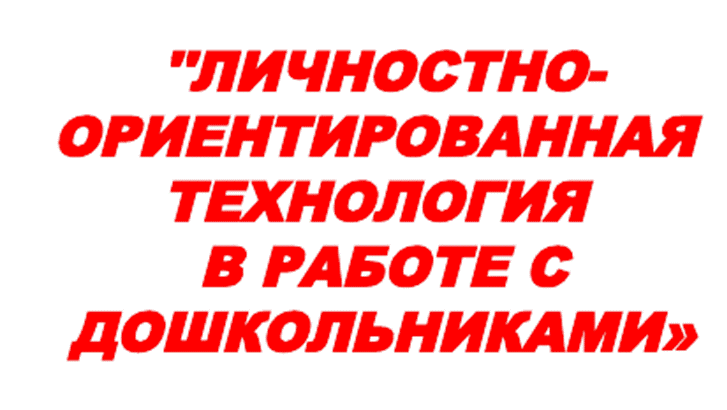 "ЛИЧНОСТНО-
ОРИЕНТИРОВАННАЯ
ТЕХНОЛОГИЯ
В РАБОТЕ С
ДОШКОЛЬНИКАМИ»